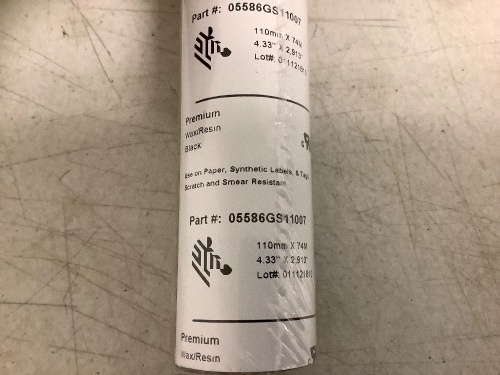 Part #: 05586GS11007
110mm X 74M
4.33" X 2,913"
Premium
Wax/Resin
Black
Use on Paper, Synthetic Labels, & Tags
Scratch and Smear Resistant
Part #: 05586GS11007
110mm X 74M
4.33" X 2,913"
Premium
Wax/Resin